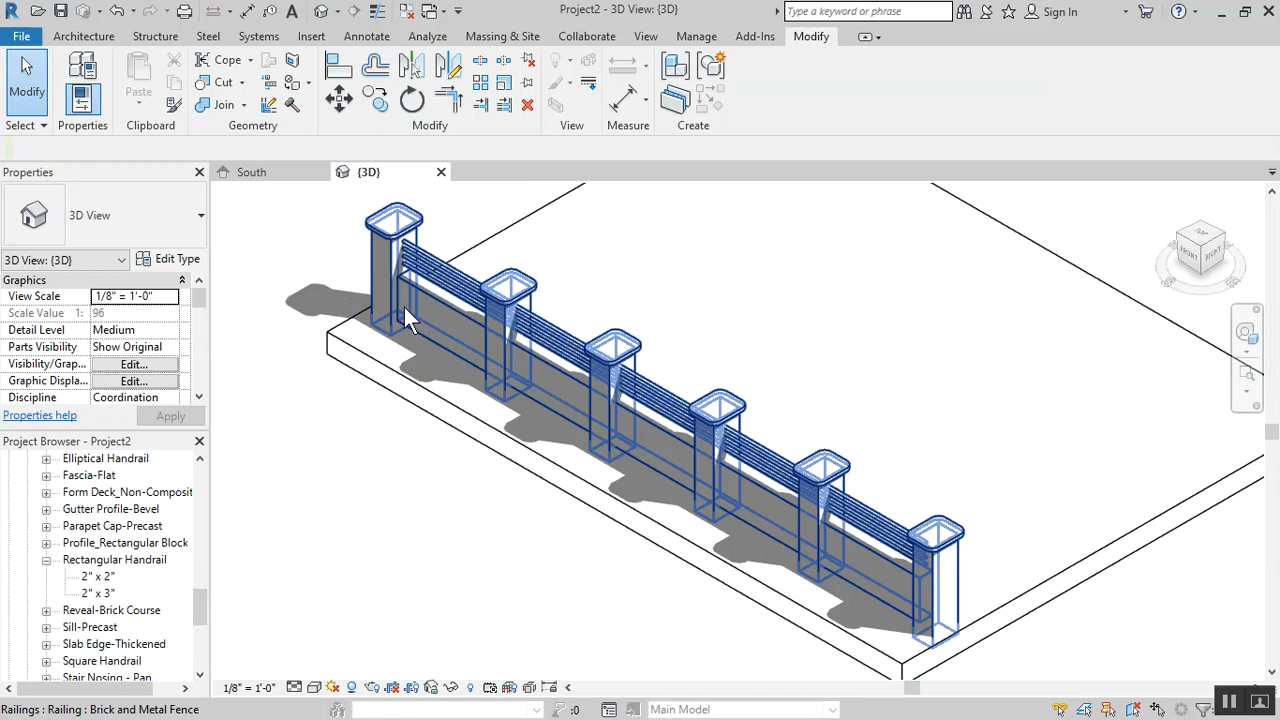 Project2 - 3D View: {3D}
Type a keyword or phrase
Sign In
File
Architecture
Structure
Steel
Systems
Insert
Annotate
Analyze
Massing & Site
Collaborate
View
Manage
Add-Ins
Modify
Modify
Paste
Cope
Cut
Join
Select
Properties
Clipboard
Geometry
Modify
View
Measure
Create
Properties
South
{3D}
3D View
3D View: {3D}
Edit Type
Graphics
View Scale 1/8" = 1'-0"
Scale Value 1: 96
Detail Level Medium
Parts Visibility Show Original
Visibility/Grap... Edit...
Graphic Displa... Edit...
Discipline Coordination
Properties help
Apply
Project Browser - Project2
Elliptical Handrail
Fascia-Flat
Form Deck_Non-Composit
Gutter Profile-Bevel
Parapet Cap-Precast
Profile_Rectangular Block
Rectangular Handrail
2" x 2"
2" x 3"
Reveal-Brick Course
Sill-Precast
Slab Edge-Thickened
Square Handrail
Stair Nosing - Pan
TOP
FRONT
RIGHT
1/8" = 1'-0"
Railings : Railing : Brick and Metal Fence
:0
Main Model